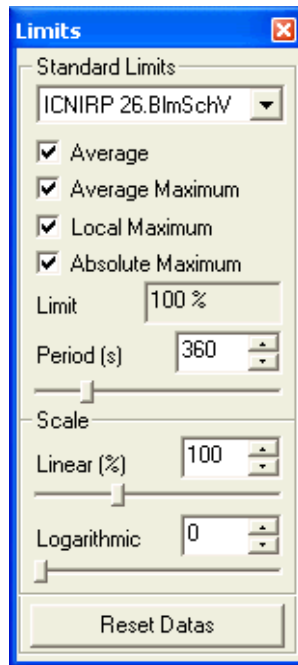 Limits
Standard Limits
ICNIRP 26.BImSchV
Average
Average Maximum
Local Maximum
Absolute Maximum
Limit 100 %
Period (s) 360
Scale
Linear (%) 100
Logarithmic 0
Reset Datas